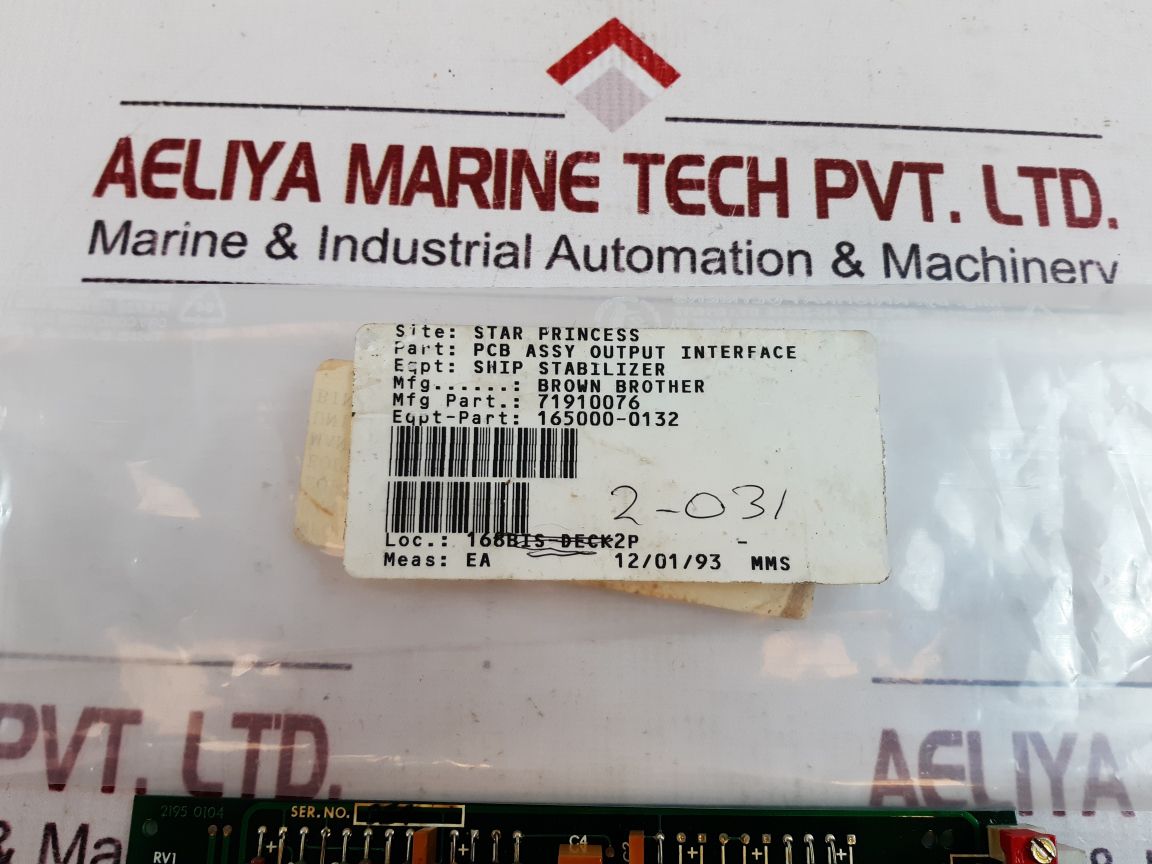 AELIYA MARINE TECH PVT. LTD.
Marine & Industrial Automation & Machinery
Site: STAR PRINCESS
Part: PCB ASSY OUTPUT INTERFACE
Eqpt: SHIP STABILIZER
Mfg......: BROWN BROTHER
Mfg Part.: 71910076
Eqpt-Part: 165000-0132
2-031
Loc.: 168BIS DECK2P -
Meas: EA 12/01/93 MMS
PVT. LTD.
AELIYA
& Ma
2195 0104
SER.NO.
RV1
C4